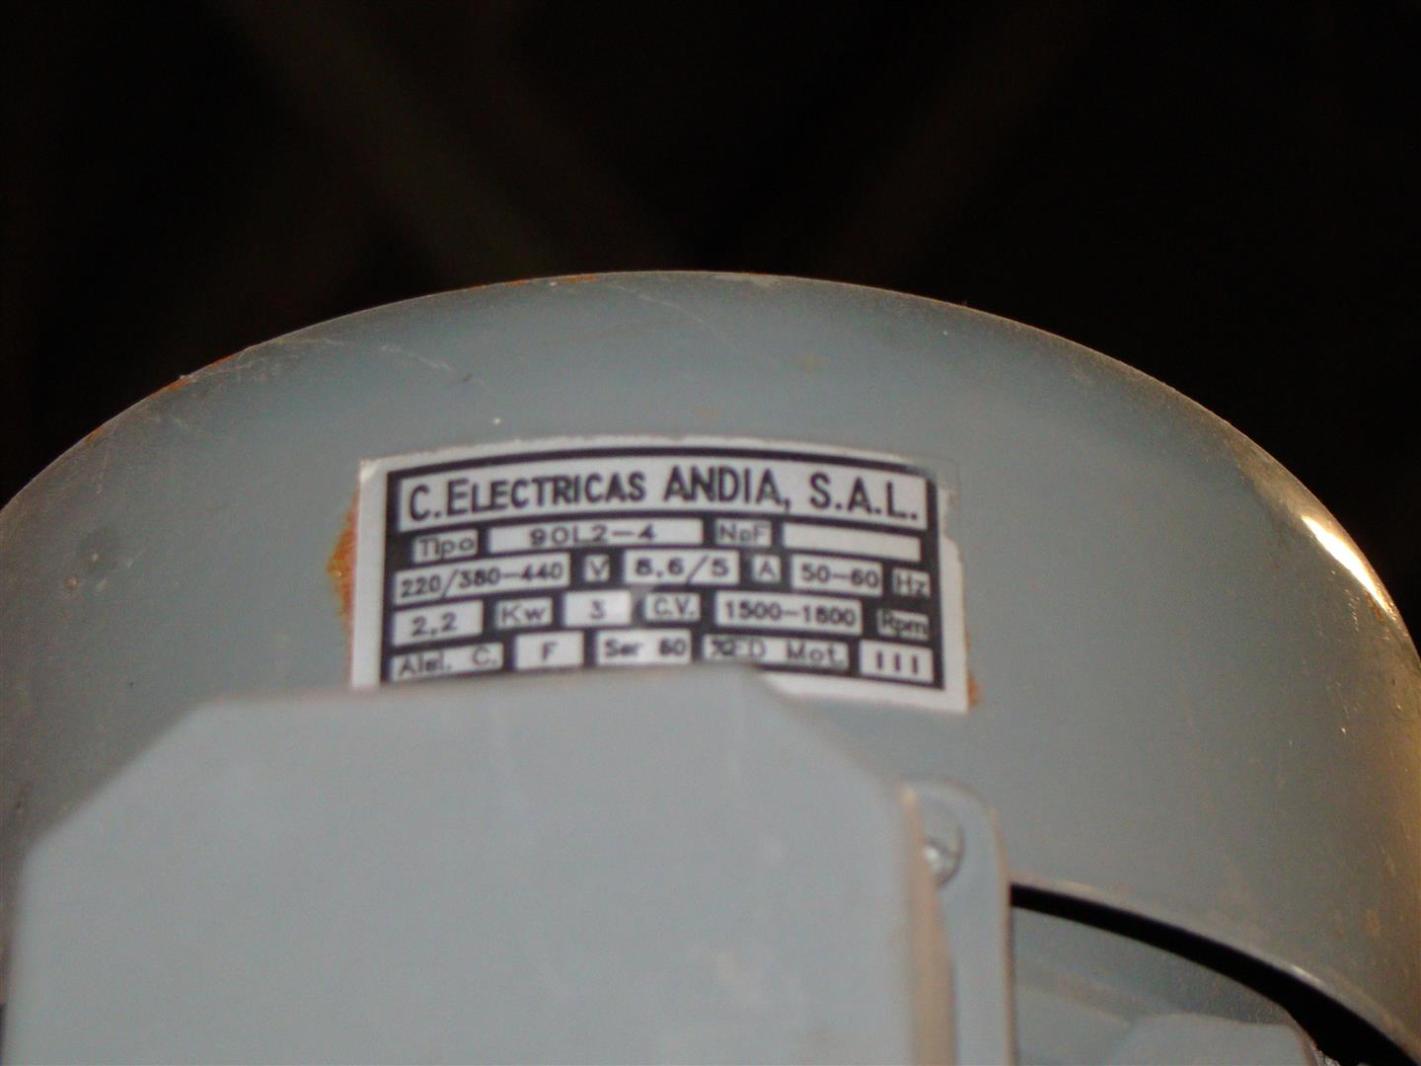 C.ELECTRICAS ANDIA, S.A.L.
Tipo 90L2-4 NoF
220/380-440 V 8,6/5 A 50-60 Hz
2,2 Kw 3 C.V. 1500-1800 Rpm
Aisl. C. F Ser 60 %ED Mot. III